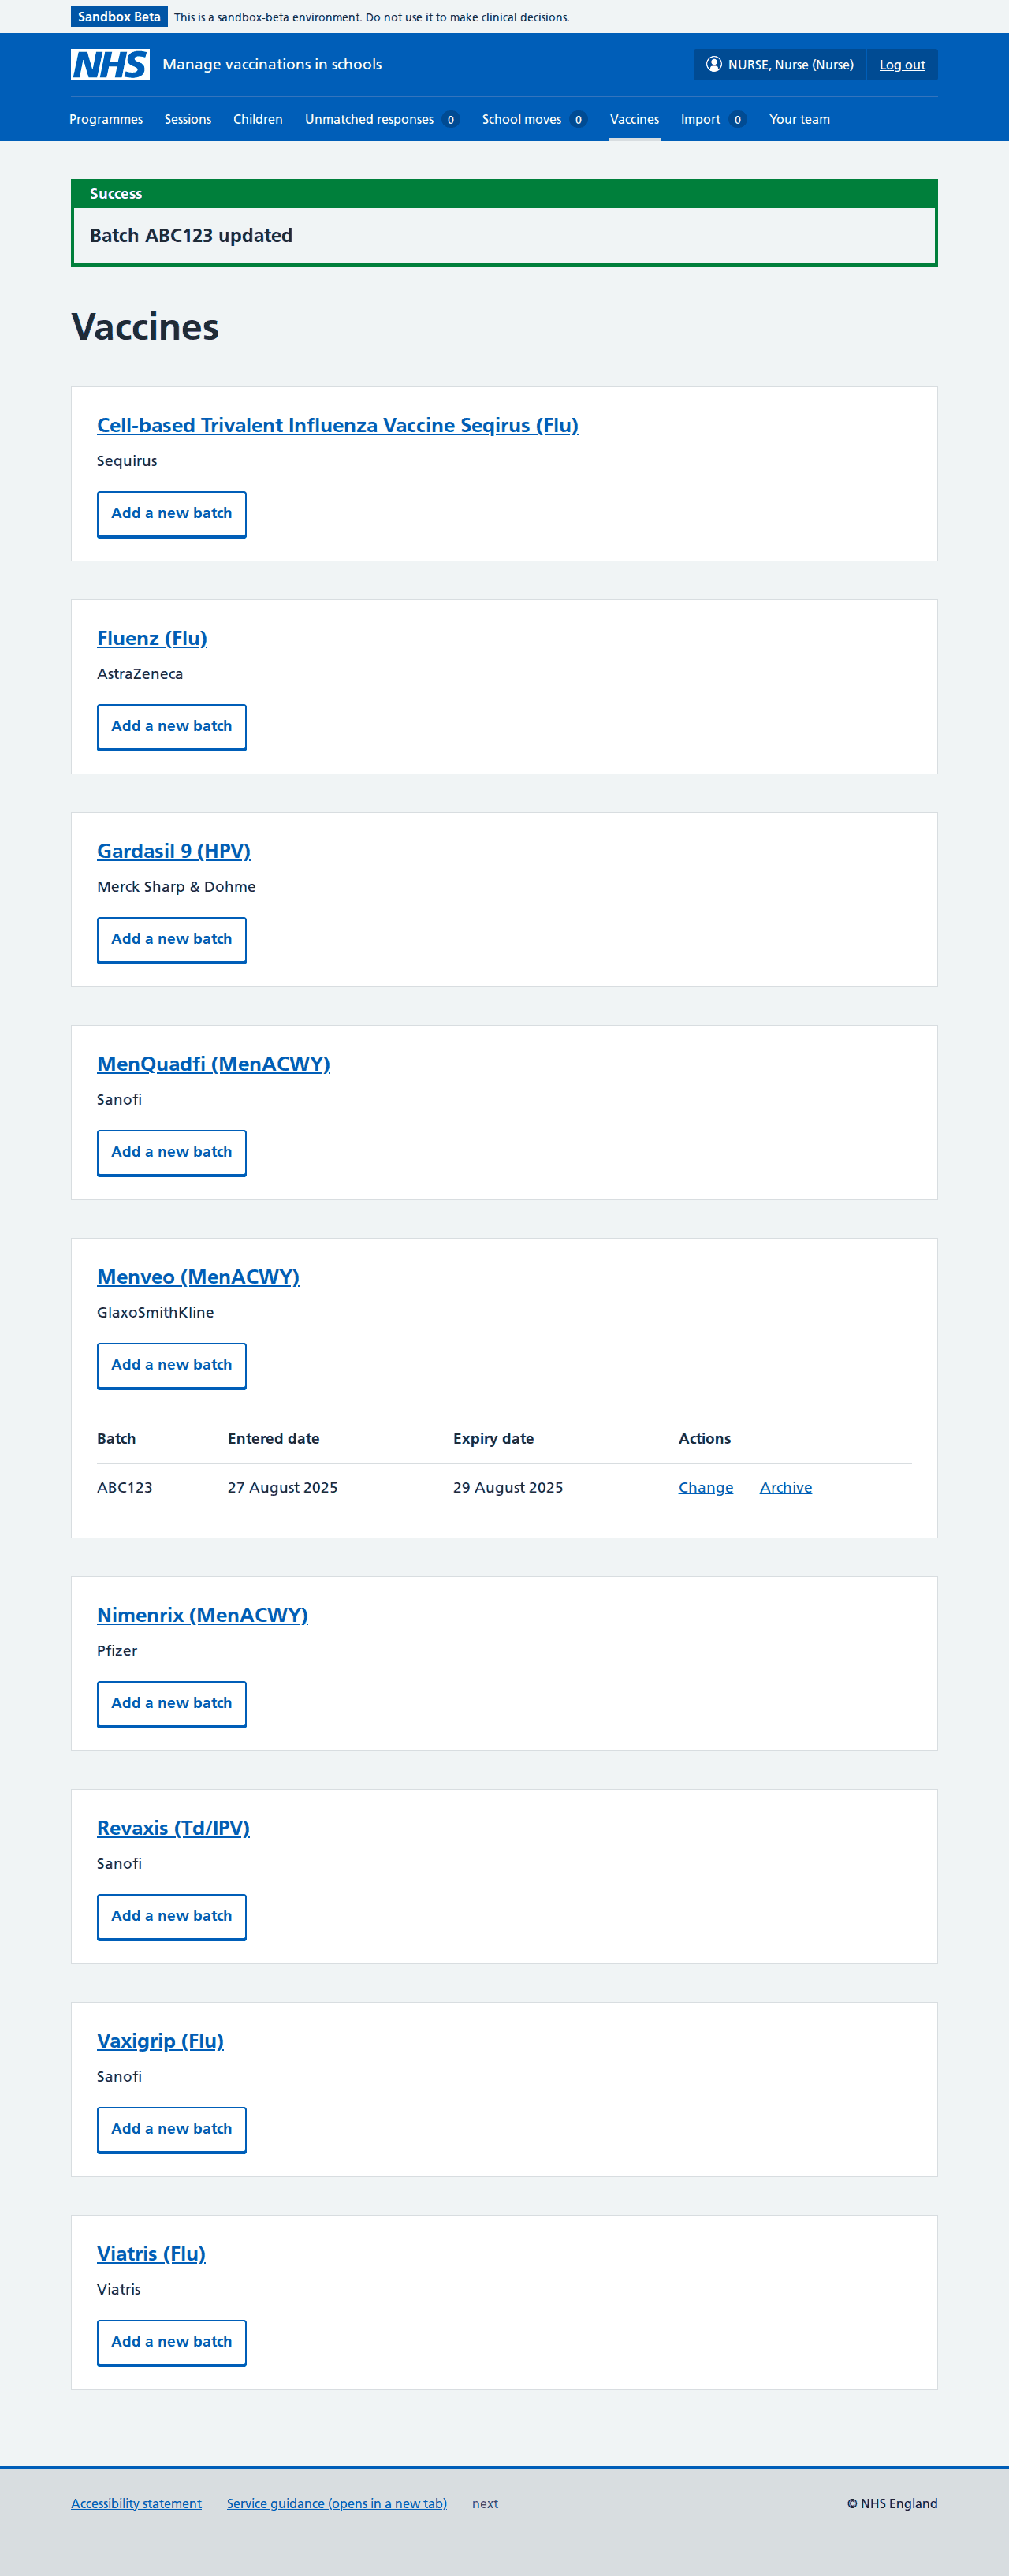 Sandbox Beta This is a sandbox-beta environment. Do not use it to make clinical decisions.
NHS Manage vaccinations in schools NURSE, Nurse (Nurse) Log out
Programmes Sessions Children Unmatched responses 0 School moves 0 Vaccines Import 0 Your team
Success
Batch ABC123 updated
Vaccines
Cell-based Trivalent Influenza Vaccine Seqirus (Flu)
Sequirus
Add a new batch
Fluenz (Flu)
AstraZeneca
Add a new batch
Gardasil 9 (HPV)
Merck Sharp & Dohme
Add a new batch
MenQuadfi (MenACWY)
Sanofi
Add a new batch
Menveo (MenACWY)
GlaxoSmithKline
Add a new batch
Batch Entered date Expiry date Actions
ABC123 27 August 2025 29 August 2025 Change Archive
Nimenrix (MenACWY)
Pfizer
Add a new batch
Revaxis (Td/IPV)
Sanofi
Add a new batch
Vaxigrip (Flu)
Sanofi
Add a new batch
Viatris (Flu)
Viatris
Add a new batch
Accessibility statement Service guidance (opens in a new tab) next © NHS England